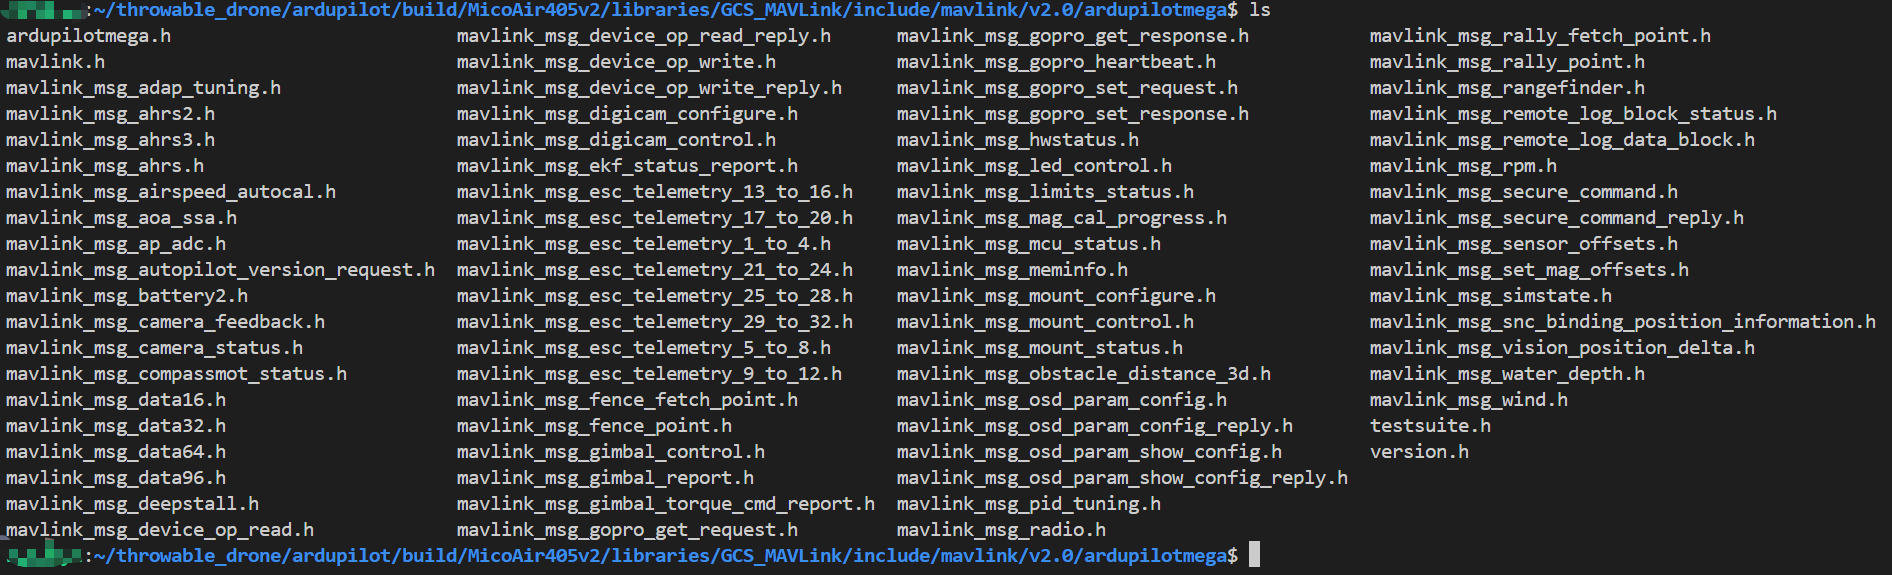 :~/throwable_drone/ardupilot/build/MicoAir405v2/libraries/GCS_MAVLink/include/mavlink/v2.0/ardupilotmega$ ls
ardupilotmega.h mavlink_msg_device_op_read_reply.h mavlink_msg_gopro_get_response.h mavlink_msg_rally_fetch_point.h
mavlink.h mavlink_msg_device_op_write.h mavlink_msg_gopro_heartbeat.h mavlink_msg_rally_point.h
mavlink_msg_adap_tuning.h mavlink_msg_device_op_write_reply.h mavlink_msg_gopro_set_request.h mavlink_msg_rangefinder.h
mavlink_msg_ahrs2.h mavlink_msg_digicam_configure.h mavlink_msg_gopro_set_response.h mavlink_msg_remote_log_block_status.h
mavlink_msg_ahrs3.h mavlink_msg_digicam_control.h mavlink_msg_hwstatus.h mavlink_msg_remote_log_data_block.h
mavlink_msg_ahrs.h mavlink_msg_ekf_status_report.h mavlink_msg_led_control.h mavlink_msg_rpm.h
mavlink_msg_airspeed_autocal.h mavlink_msg_esc_telemetry_13_to_16.h mavlink_msg_limits_status.h mavlink_msg_secure_command.h
mavlink_msg_aoa_ssa.h mavlink_msg_esc_telemetry_17_to_20.h mavlink_msg_mag_cal_progress.h mavlink_msg_secure_command_reply.h
mavlink_msg_ap_adc.h mavlink_msg_esc_telemetry_1_to_4.h mavlink_msg_mcu_status.h mavlink_msg_sensor_offsets.h
mavlink_msg_autopilot_version_request.h mavlink_msg_esc_telemetry_21_to_24.h mavlink_msg_meminfo.h mavlink_msg_set_mag_offsets.h
mavlink_msg_battery2.h mavlink_msg_esc_telemetry_25_to_28.h mavlink_msg_mount_configure.h mavlink_msg_simstate.h
mavlink_msg_camera_feedback.h mavlink_msg_esc_telemetry_29_to_32.h mavlink_msg_mount_control.h mavlink_msg_snc_binding_position_information.h
mavlink_msg_camera_status.h mavlink_msg_esc_telemetry_5_to_8.h mavlink_msg_mount_status.h mavlink_msg_vision_position_delta.h
mavlink_msg_compassmot_status.h mavlink_msg_esc_telemetry_9_to_12.h mavlink_msg_obstacle_distance_3d.h mavlink_msg_water_depth.h
mavlink_msg_data16.h mavlink_msg_fence_fetch_point.h mavlink_msg_osd_param_config.h mavlink_msg_wind.h
mavlink_msg_data32.h mavlink_msg_fence_point.h mavlink_msg_osd_param_config_reply.h testsuite.h
mavlink_msg_data64.h mavlink_msg_gimbal_control.h mavlink_msg_osd_param_show_config.h version.h
mavlink_msg_data96.h mavlink_msg_gimbal_report.h mavlink_msg_osd_param_show_config_reply.h
mavlink_msg_deepstall.h mavlink_msg_gimbal_torque_cmd_report.h mavlink_msg_pid_tuning.h
mavlink_msg_device_op_read.h mavlink_msg_gopro_get_request.h mavlink_msg_radio.h
:~/throwable_drone/ardupilot/build/MicoAir405v2/libraries/GCS_MAVLink/include/mavlink/v2.0/ardupilotmega$